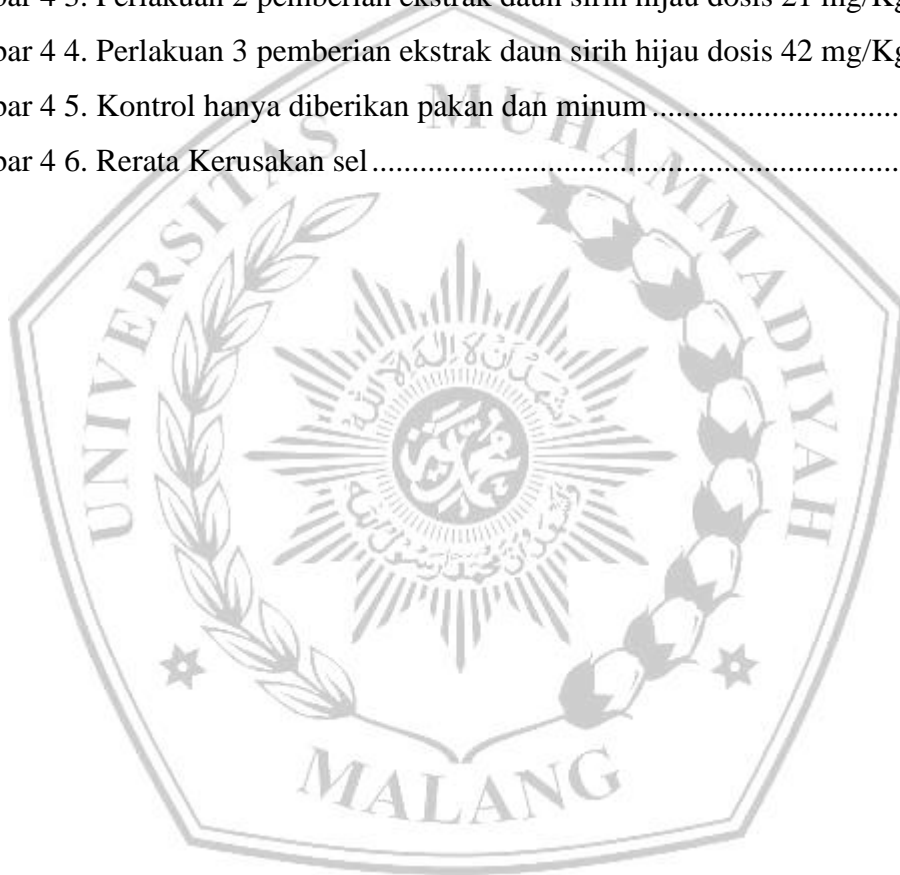 bar 4 3. Perlakuan 2 pemberian ekstrak daun sirih hijau dosis 21 mg/Kg
bar 4 4. Perlakuan 3 pemberian ekstrak daun sirih hijau dosis 42 mg/Kg
bar 4 5. Kontrol hanya diberikan pakan dan minum ..............................
bar 4 6. Rerata Kerusakan sel ....................................................................
UNIVERSITAS MUHAMMADIYAH
MALANG